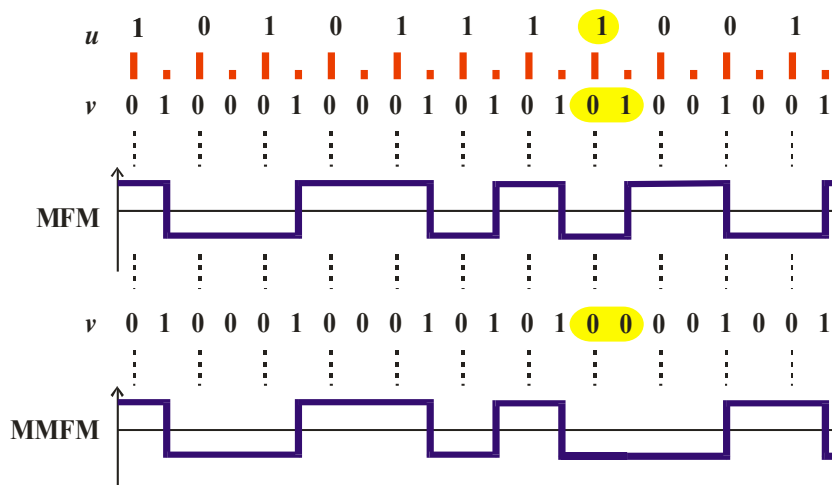 u 1 0 1 0 1 1 1 0 0 1
v 0 1 0 0 0 1 0 0 0 1 0 1 0 1 0 1 0 0 1 0 0 1
MFM
v 0 1 0 0 0 1 0 0 0 1 0 1 0 1 0 0 0 0 1 0 0 1
MMFM